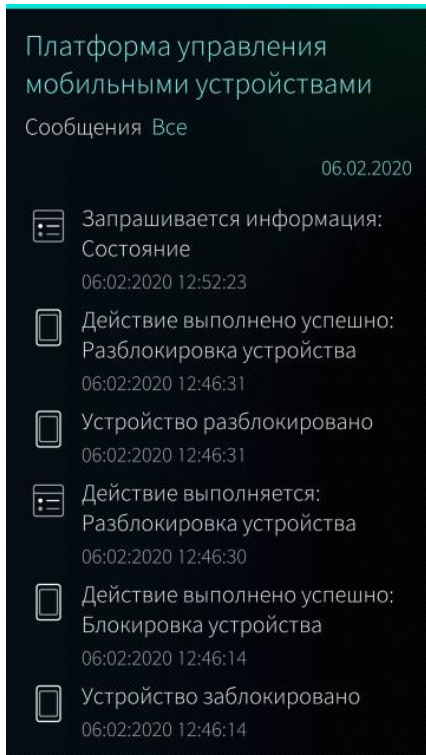 Платформа управления
мобильными устройствами
Сообщения Все
06.02.2020
Запрашивается информация:
Состояние
06:02:2020 12:52:23
Действие выполнено успешно:
Разблокировка устройства
06:02:2020 12:46:31
Устройство разблокировано
06:02:2020 12:46:31
Действие выполняется:
Разблокировка устройства
06:02:2020 12:46:30
Действие выполнено успешно:
Блокировка устройства
06:02:2020 12:46:14
Устройство заблокировано
06:02:2020 12:46:14